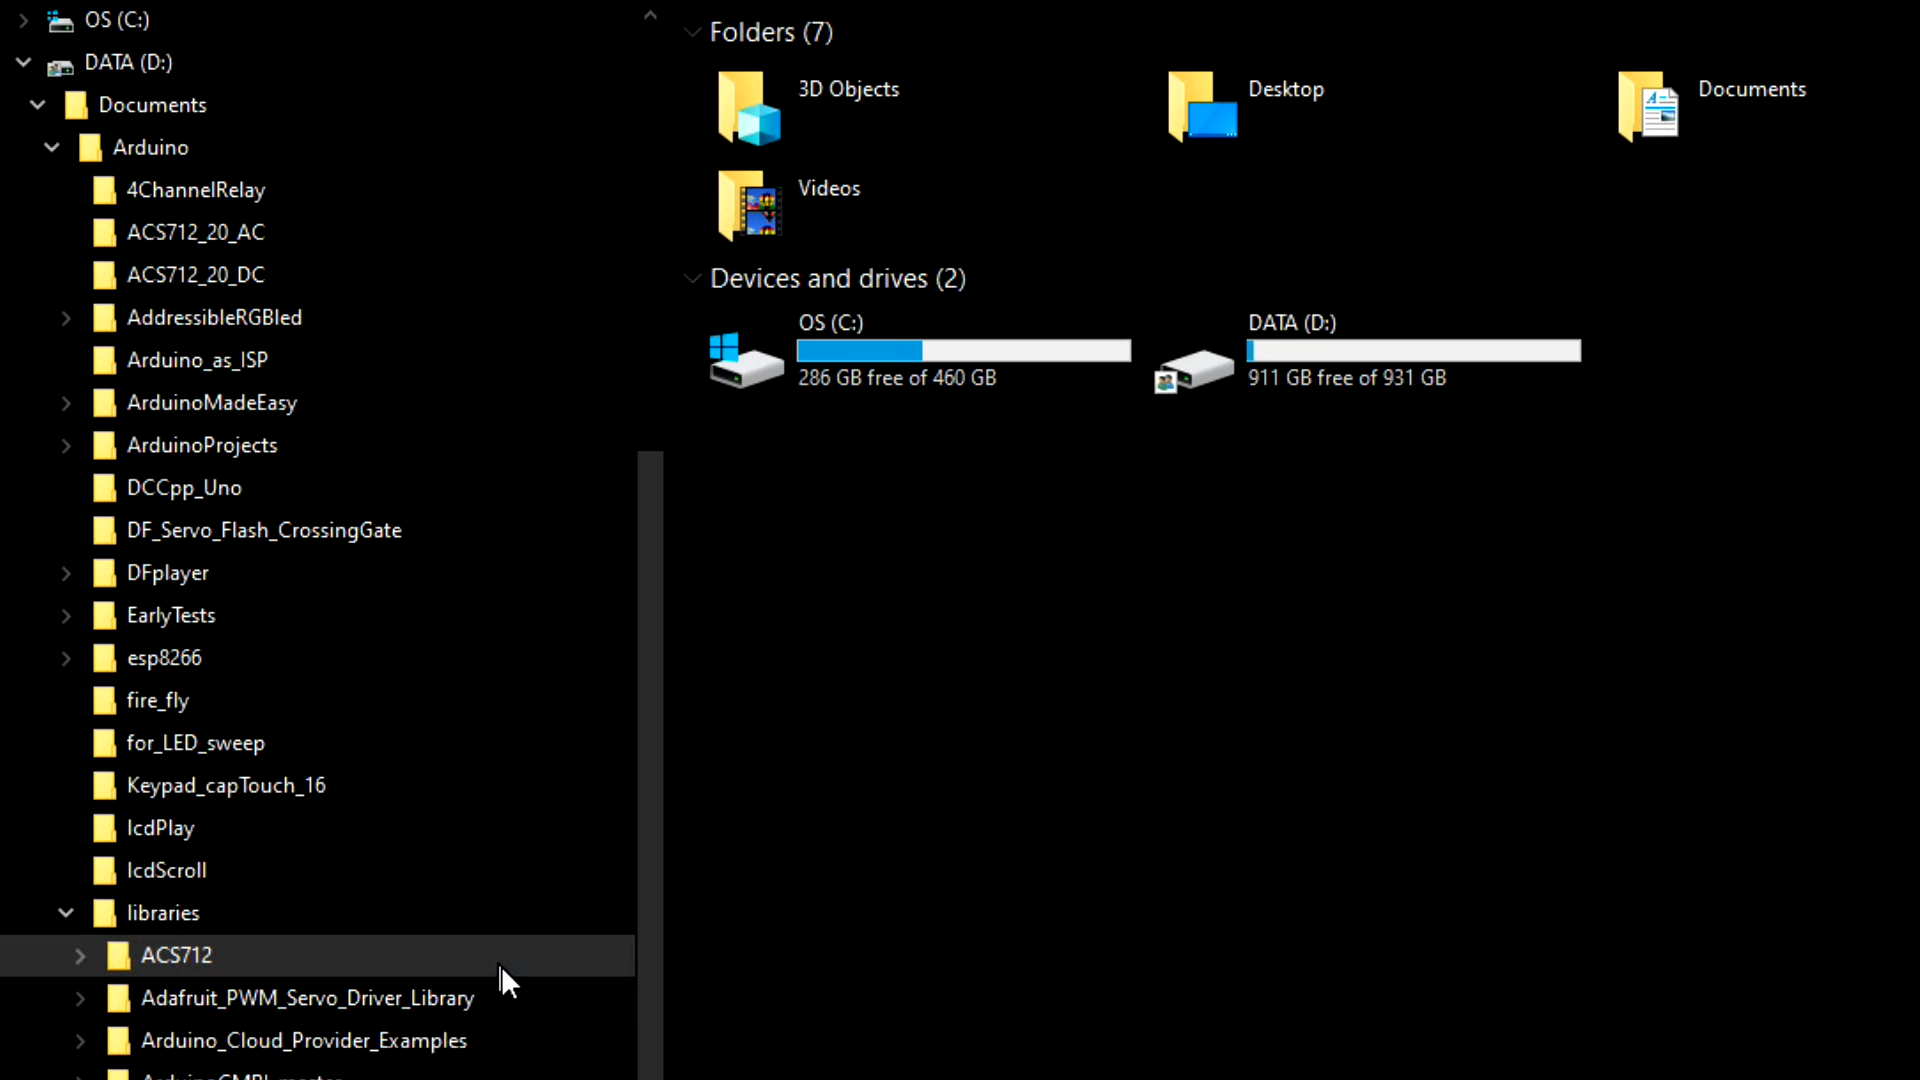 OS (C:)
DATA (D:)
Documents
Arduino
4ChannelRelay
ACS712_20_AC
ACS712_20_DC
AddressibleRGBled
Arduino_as_ISP
ArduinoMadeEasy
ArduinoProjects
DCCpp_Uno
DF_Servo_Flash_CrossingGate
DFplayer
EarlyTests
esp8266
fire_fly
for_LED_sweep
Keypad_capTouch_16
lcdPlay
lcdScroll
libraries
ACS712
Adafruit_PWM_Servo_Driver_Library
Arduino_Cloud_Provider_Examples
Folders (7)
3D Objects
Desktop
Documents
Videos
Devices and drives (2)
OS (C:)
286 GB free of 460 GB
DATA (D:)
911 GB free of 931 GB